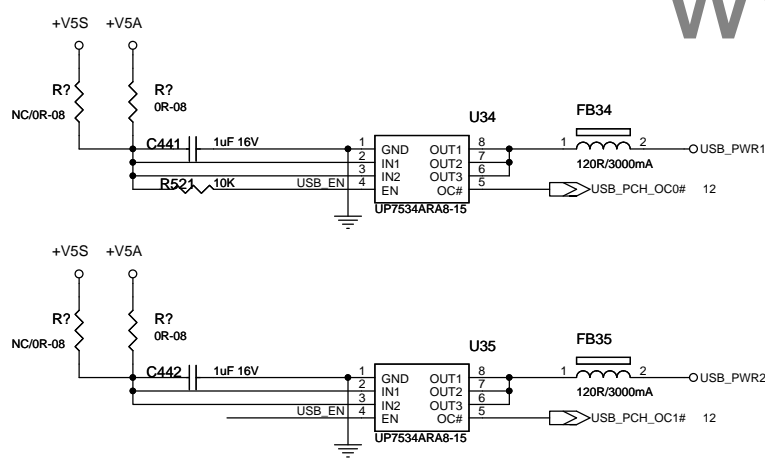 W
+V5S +V5A
R? R?
NC/0R-08 0R-08
C441 1uF 16V
R521 10K
USB_EN
U34
1 GND OUT1 8
2 IN1 OUT2 7
3 IN2 OUT3 6
4 EN OC# 5
UP7534ARA8-15
FB34
1 2
120R/3000mA
USB_PWR1
USB_PCH_OC0# 12
+V5S +V5A
R? R?
NC/0R-08 0R-08
C442 1uF 16V
USB_EN
U35
1 GND OUT1 8
2 IN1 OUT2 7
3 IN2 OUT3 6
4 EN OC# 5
UP7534ARA8-15
FB35
1 2
120R/3000mA
USB_PWR2
USB_PCH_OC1# 12